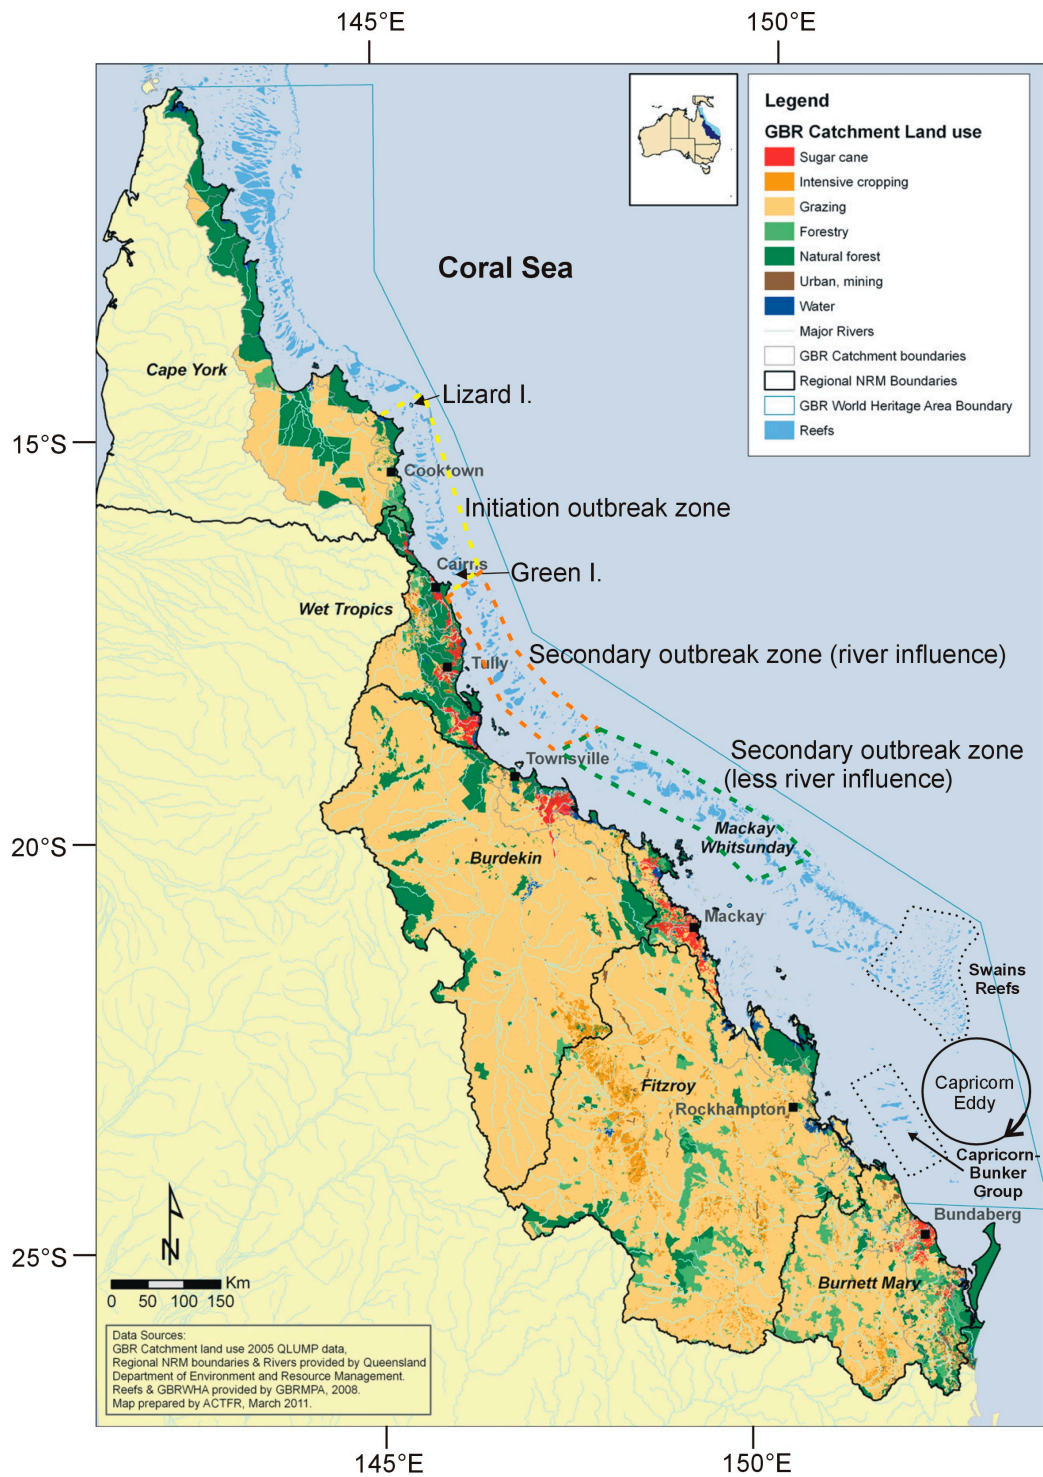 145°E
150°E
Legend
GBR Catchment Land use
Sugar cane
Intensive cropping
Grazing
Forestry
Natural forest
Urban, mining
Water
Major Rivers
GBR Catchment boundaries
Regional NRM Boundaries
GBR World Heritage Area Boundary
Reefs
Coral Sea
Cape York
Lizard I.
15°S
Cooktown
Initiation outbreak zone
Cairns
Green I.
Wet Tropics
Secondary outbreak zone (river influence)
Tully
Secondary outbreak zone
(less river influence)
Townsville
Mackay
Whitsunday
20°S
Burdekin
Mackay
Swains
Reefs
Fitzroy
Capricorn
Eddy
Rockhampton
Capricorn-
Bunker
Group
Bundaberg
25°S
N
Burnett Mary
Km
0 50 100 150
Data Sources:
GBR Catchment land use 2005 QLUMP data,
Regional NRM boundaries & Rivers provided by Queensland
Department of Environment and Resource Management.
Reefs & GBRWHA provided by GBRMPA, 2008.
Map prepared by ACTFR, March 2011.
145°E
150°E